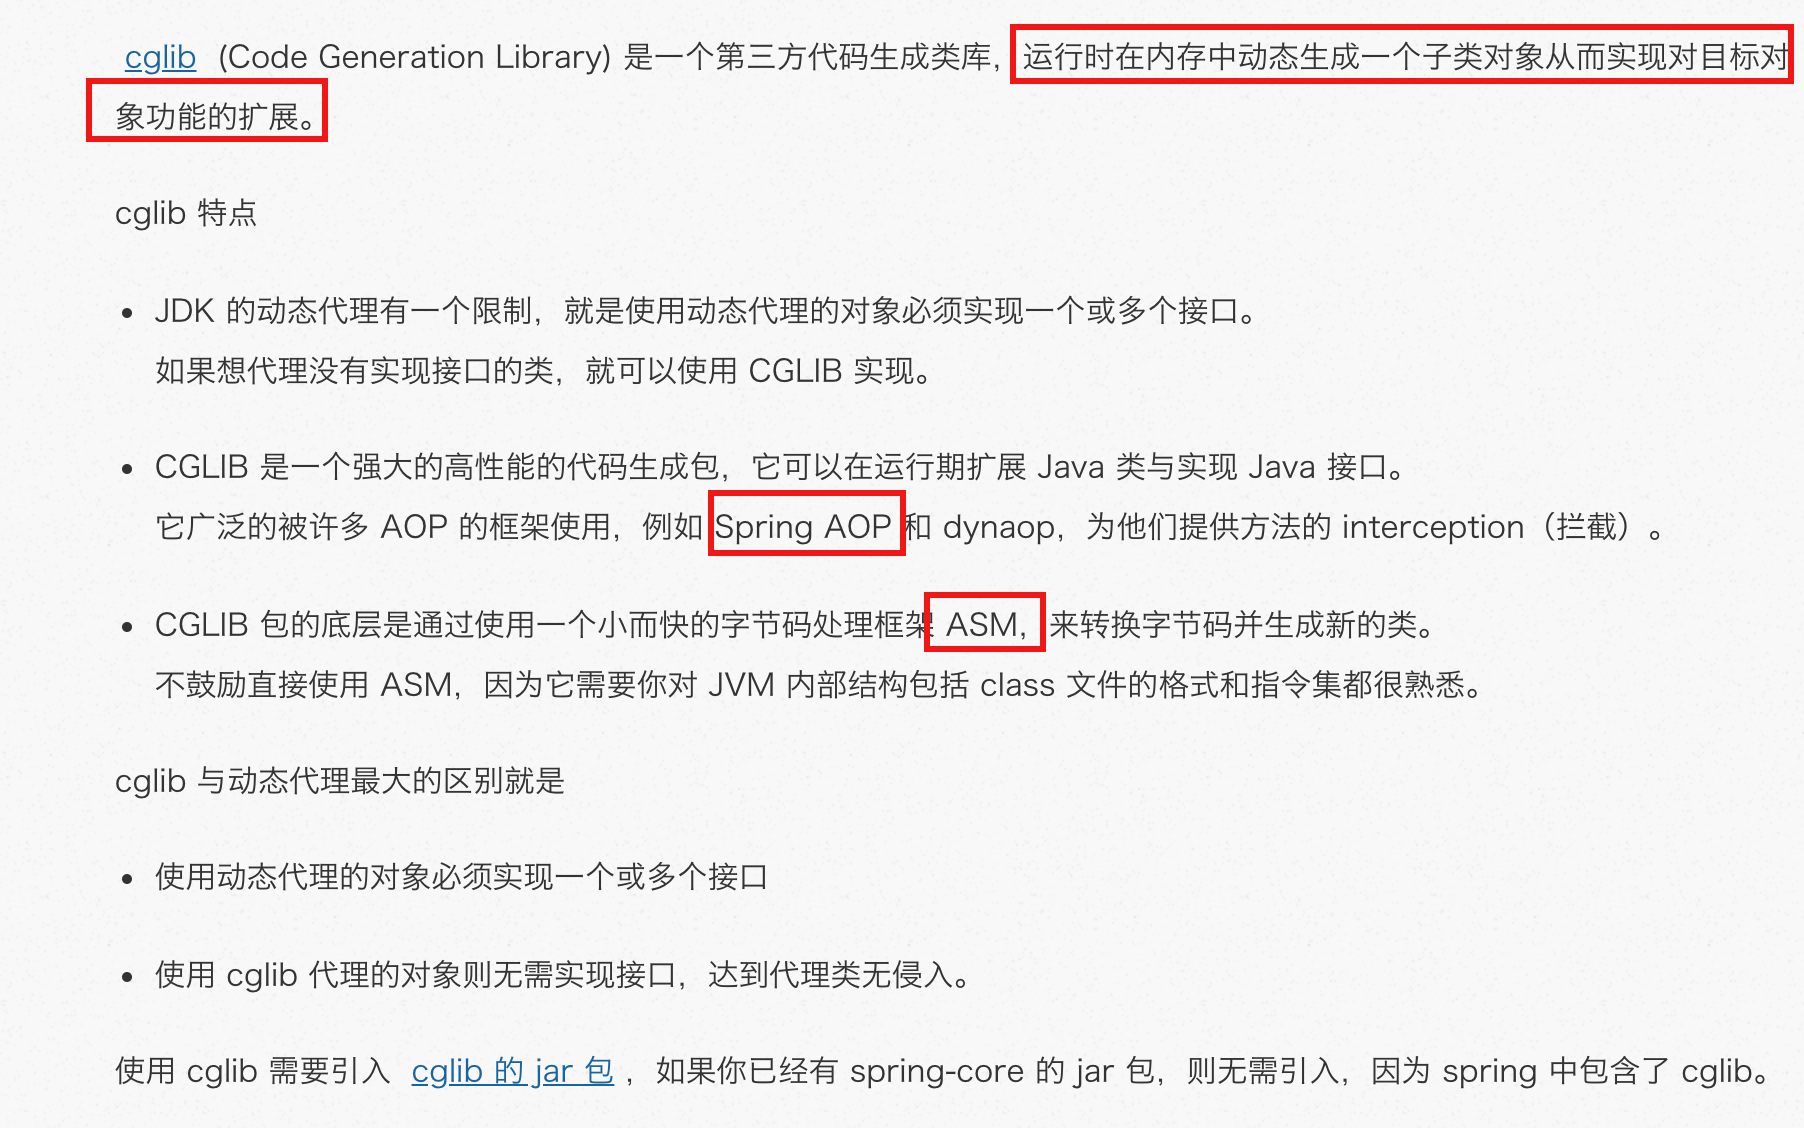 cglib (Code Generation Library) 是一个第三方代码生成类库，运行时在内存中动态生成一个子类对象从而实现对目标对
象功能的扩展。
cglib 特点
• JDK 的动态代理有一个限制，就是使用动态代理的对象必须实现一个或多个接口。
如果想代理没有实现接口的类，就可以使用 CGLIB 实现。
• CGLIB 是一个强大的高性能的代码生成包，它可以在运行期扩展 Java 类与实现 Java 接口。
它广泛的被许多 AOP 的框架使用，例如 Spring AOP 和 dynaop，为他们提供方法的 interception（拦截）。
• CGLIB 包的底层是通过使用一个小而快的字节码处理框架 ASM，来转换字节码并生成新的类。
不鼓励直接使用 ASM，因为它需要你对 JVM 内部结构包括 class 文件的格式和指令集都很熟悉。
cglib 与动态代理最大的区别就是
• 使用动态代理的对象必须实现一个或多个接口
• 使用 cglib 代理的对象则无需实现接口，达到代理类无侵入。
使用 cglib 需要引入 cglib 的 jar 包 ，如果你已经有 spring-core 的 jar 包，则无需引入，因为 spring 中包含了 cglib。